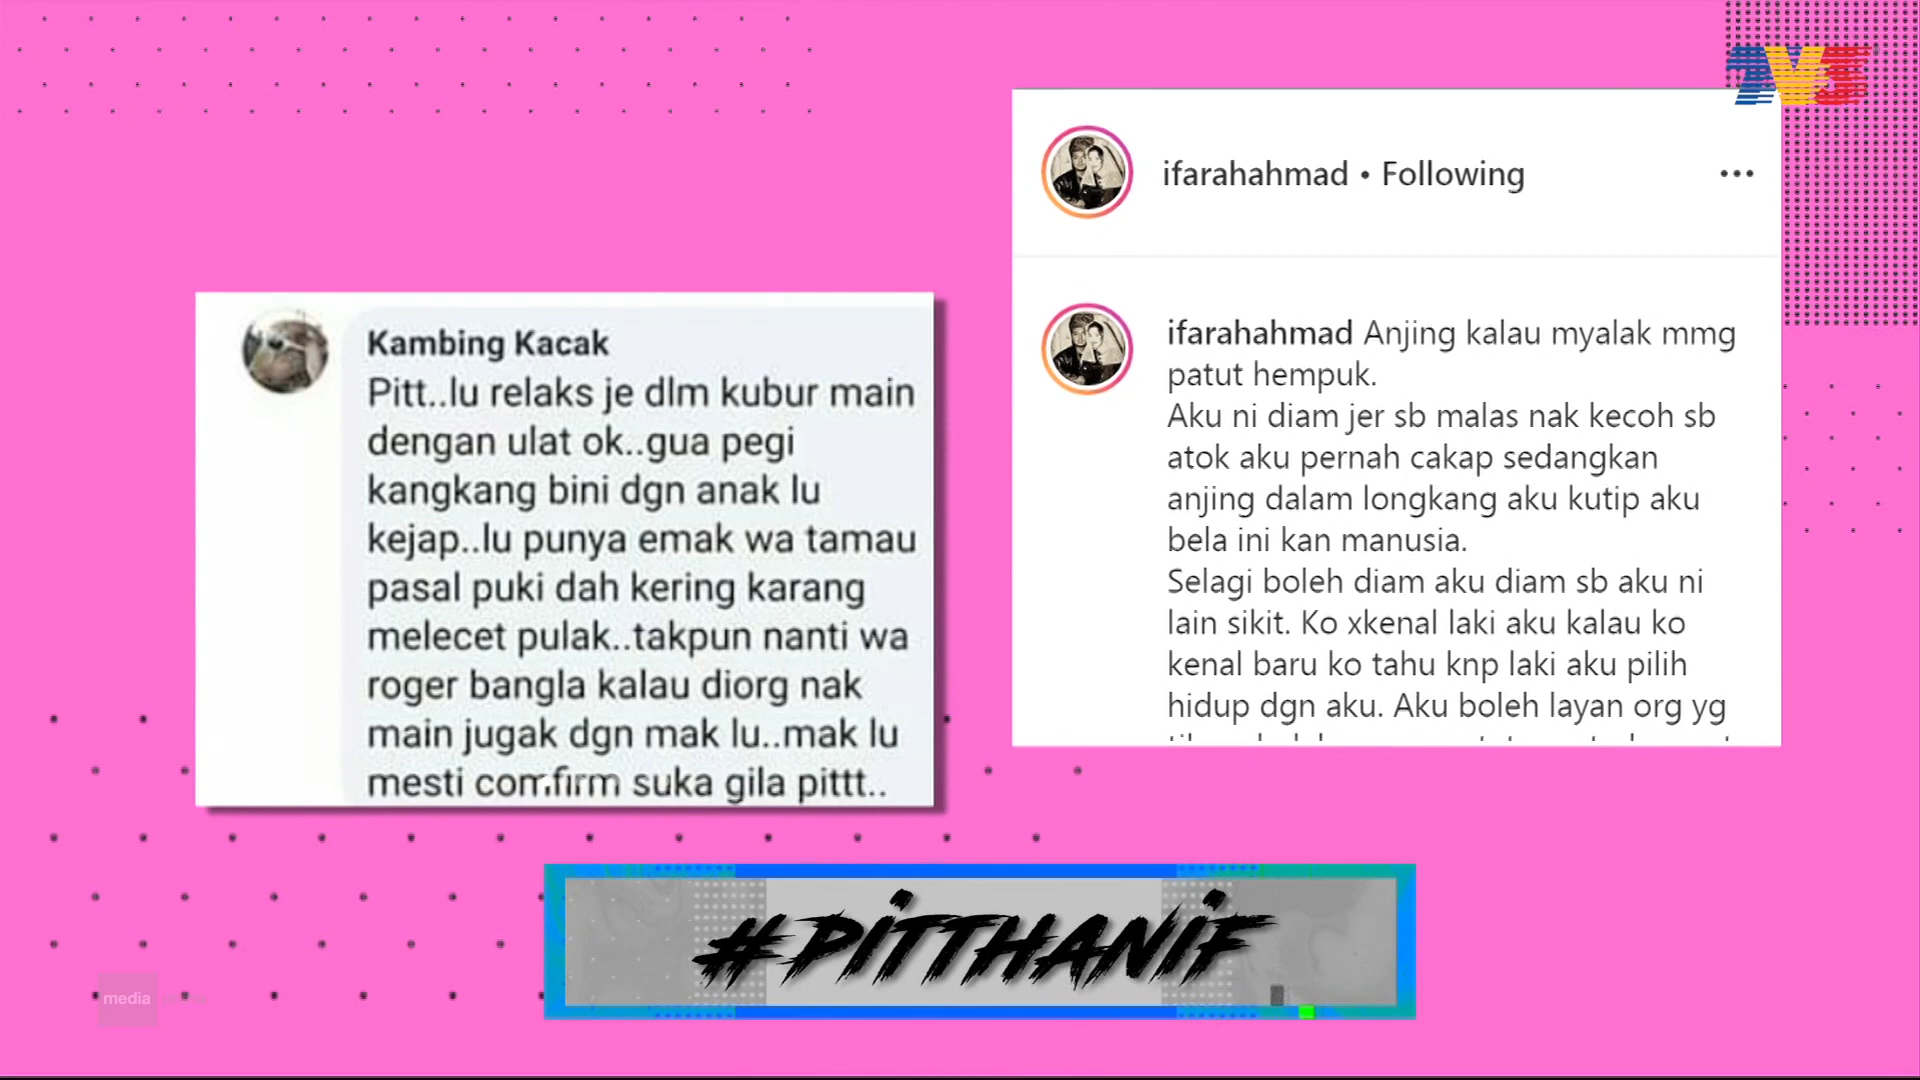 TV3
Kambing Kacak
Pitt..lu relaks je dlm kubur main
dengan ulat ok..gua pegi
kangkang bini dgn anak lu
kejap..lu punya emak wa tamau
pasal puki dah kering karang
melecet pulak..takpun nanti wa
roger bangla kalau diorg nak
main jugak dgn mak lu..mak lu
mesti comfirm suka gila pittt..
ifarahahmad • Following
ifarahahmad Anjing kalau myalak mmg
patut hempuk.
Aku ni diam jer sb malas nak kecoh sb
atok aku pernah cakap sedangkan
anjing dalam longkang aku kutip aku
bela ini kan manusia.
Selagi boleh diam aku diam sb aku ni
lain sikit. Ko xkenal laki aku kalau ko
kenal baru ko tahu knp laki aku pilih
hidup dgn aku. Aku boleh layan org yg
#PITTHANIF
media